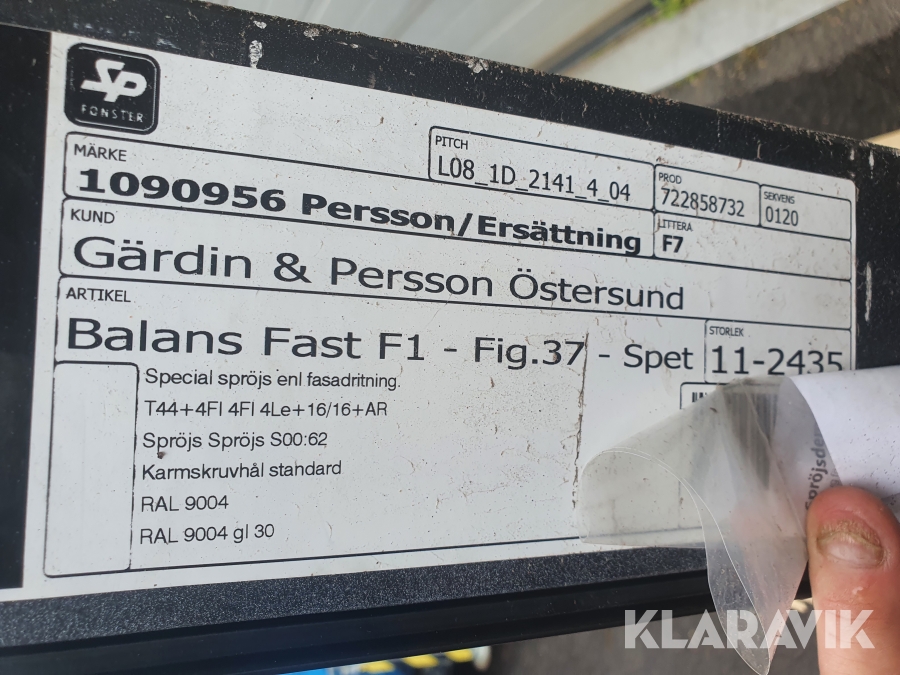 SP
FÖNSTER
PITCH
L08_1D_2141_4_04
PROD
722858732
SEKVENS
0120
MÄRKE
1090956 Persson/Ersättning
LITTERA
F7
KUND
Gärdin & Persson Östersund
ARTIKEL
Balans Fast F1 - Fig.37 - Spet
STORLEK
11-2435
Special spröjs enl fasadritning.
T44+4Fl 4Fl 4Le+16/16+AR
Spröjs Spröjs S00:62
Karmskruvhål standard
RAL 9004
RAL 9004 gl 30
KLARAVIK